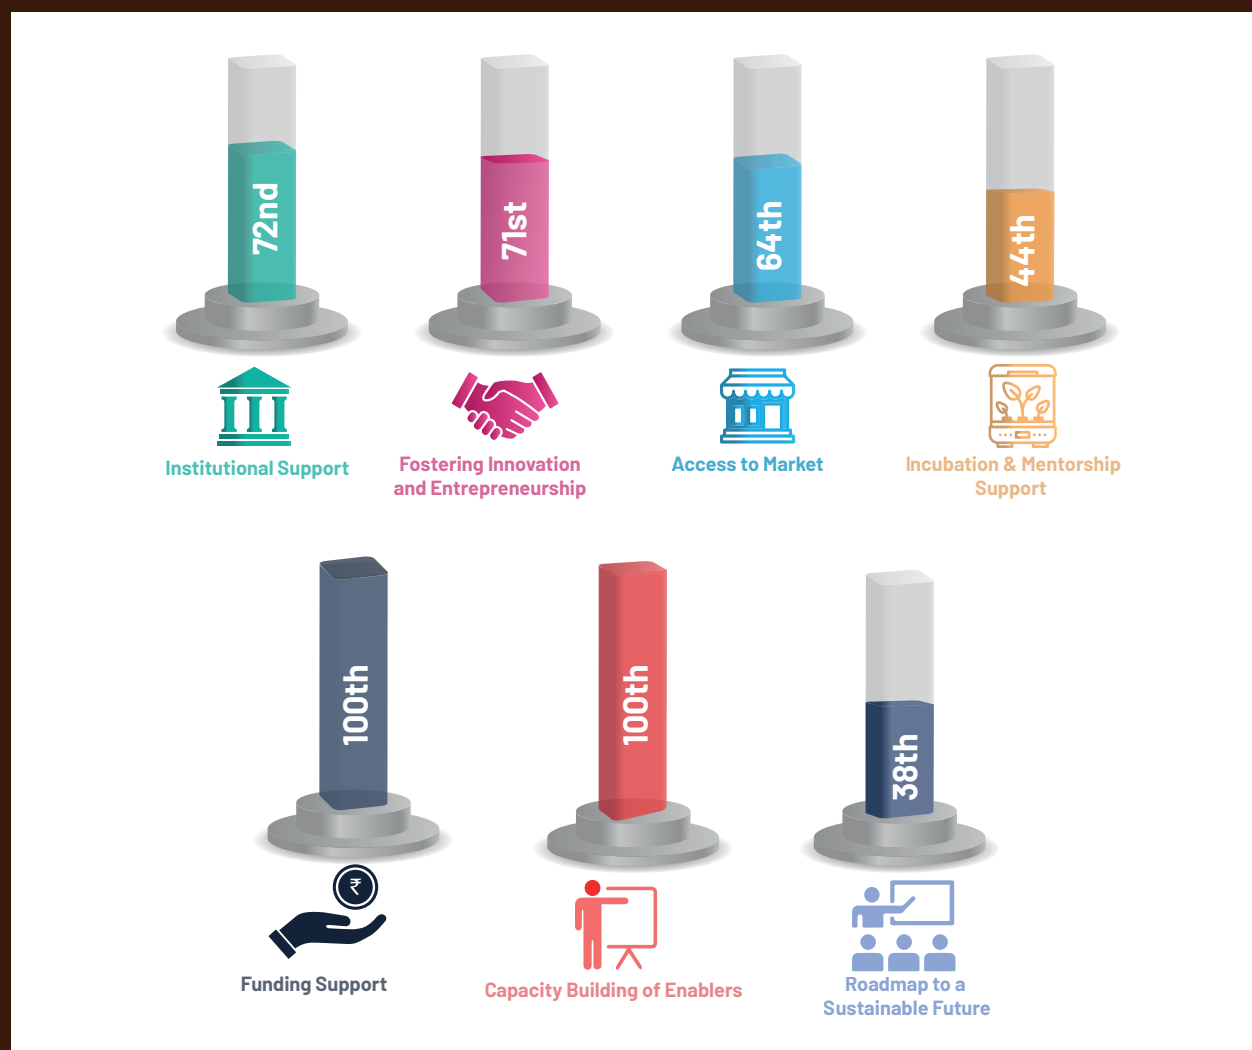 72nd
71st
64th
44th
Institutional Support
Fostering Innovation
and Entrepreneurship
Access to Market
Incubation & Mentorship
Support
100th
100th
38th
₹
Funding Support
Capacity Building of Enablers
Roadmap to a
Sustainable Future